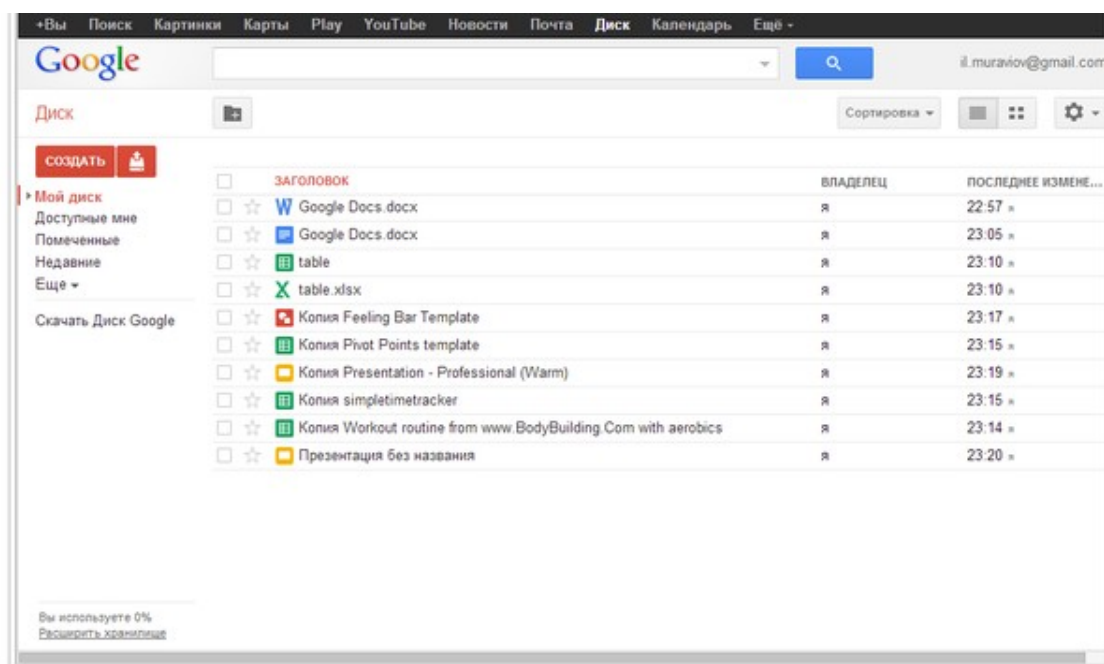 +Вы Поиск Картинки Карты Play YouTube Новости Почта Диск Календарь Ещё
Google il.muraviov@gmail.com
Диск Сортировка
СОЗДАТЬ
ЗАГОЛОВОК ВЛАДЕЛЕЦ ПОСЛЕДНЕЕ ИЗМЕНЕ...
Мой диск
Доступные мне
Помеченные
Недавние
Еще
Скачать Диск Google
W Google Docs.docx я 22:57 я
Google Docs.docx я 23:05 я
table я 23:10 я
X table.xlsx я 23:10 я
Копия Feeling Bar Template я 23:17 я
Копия Pivot Points template я 23:15 я
Копия Presentation - Professional (Warm) я 23:19 я
Копия simpletimetracker я 23:15 я
Копия Workout routine from www.BodyBuilding.Com with aerobics я 23:14 я
Презентация без названия я 23:20 я
Вы используете 0%
Расширить хранилище